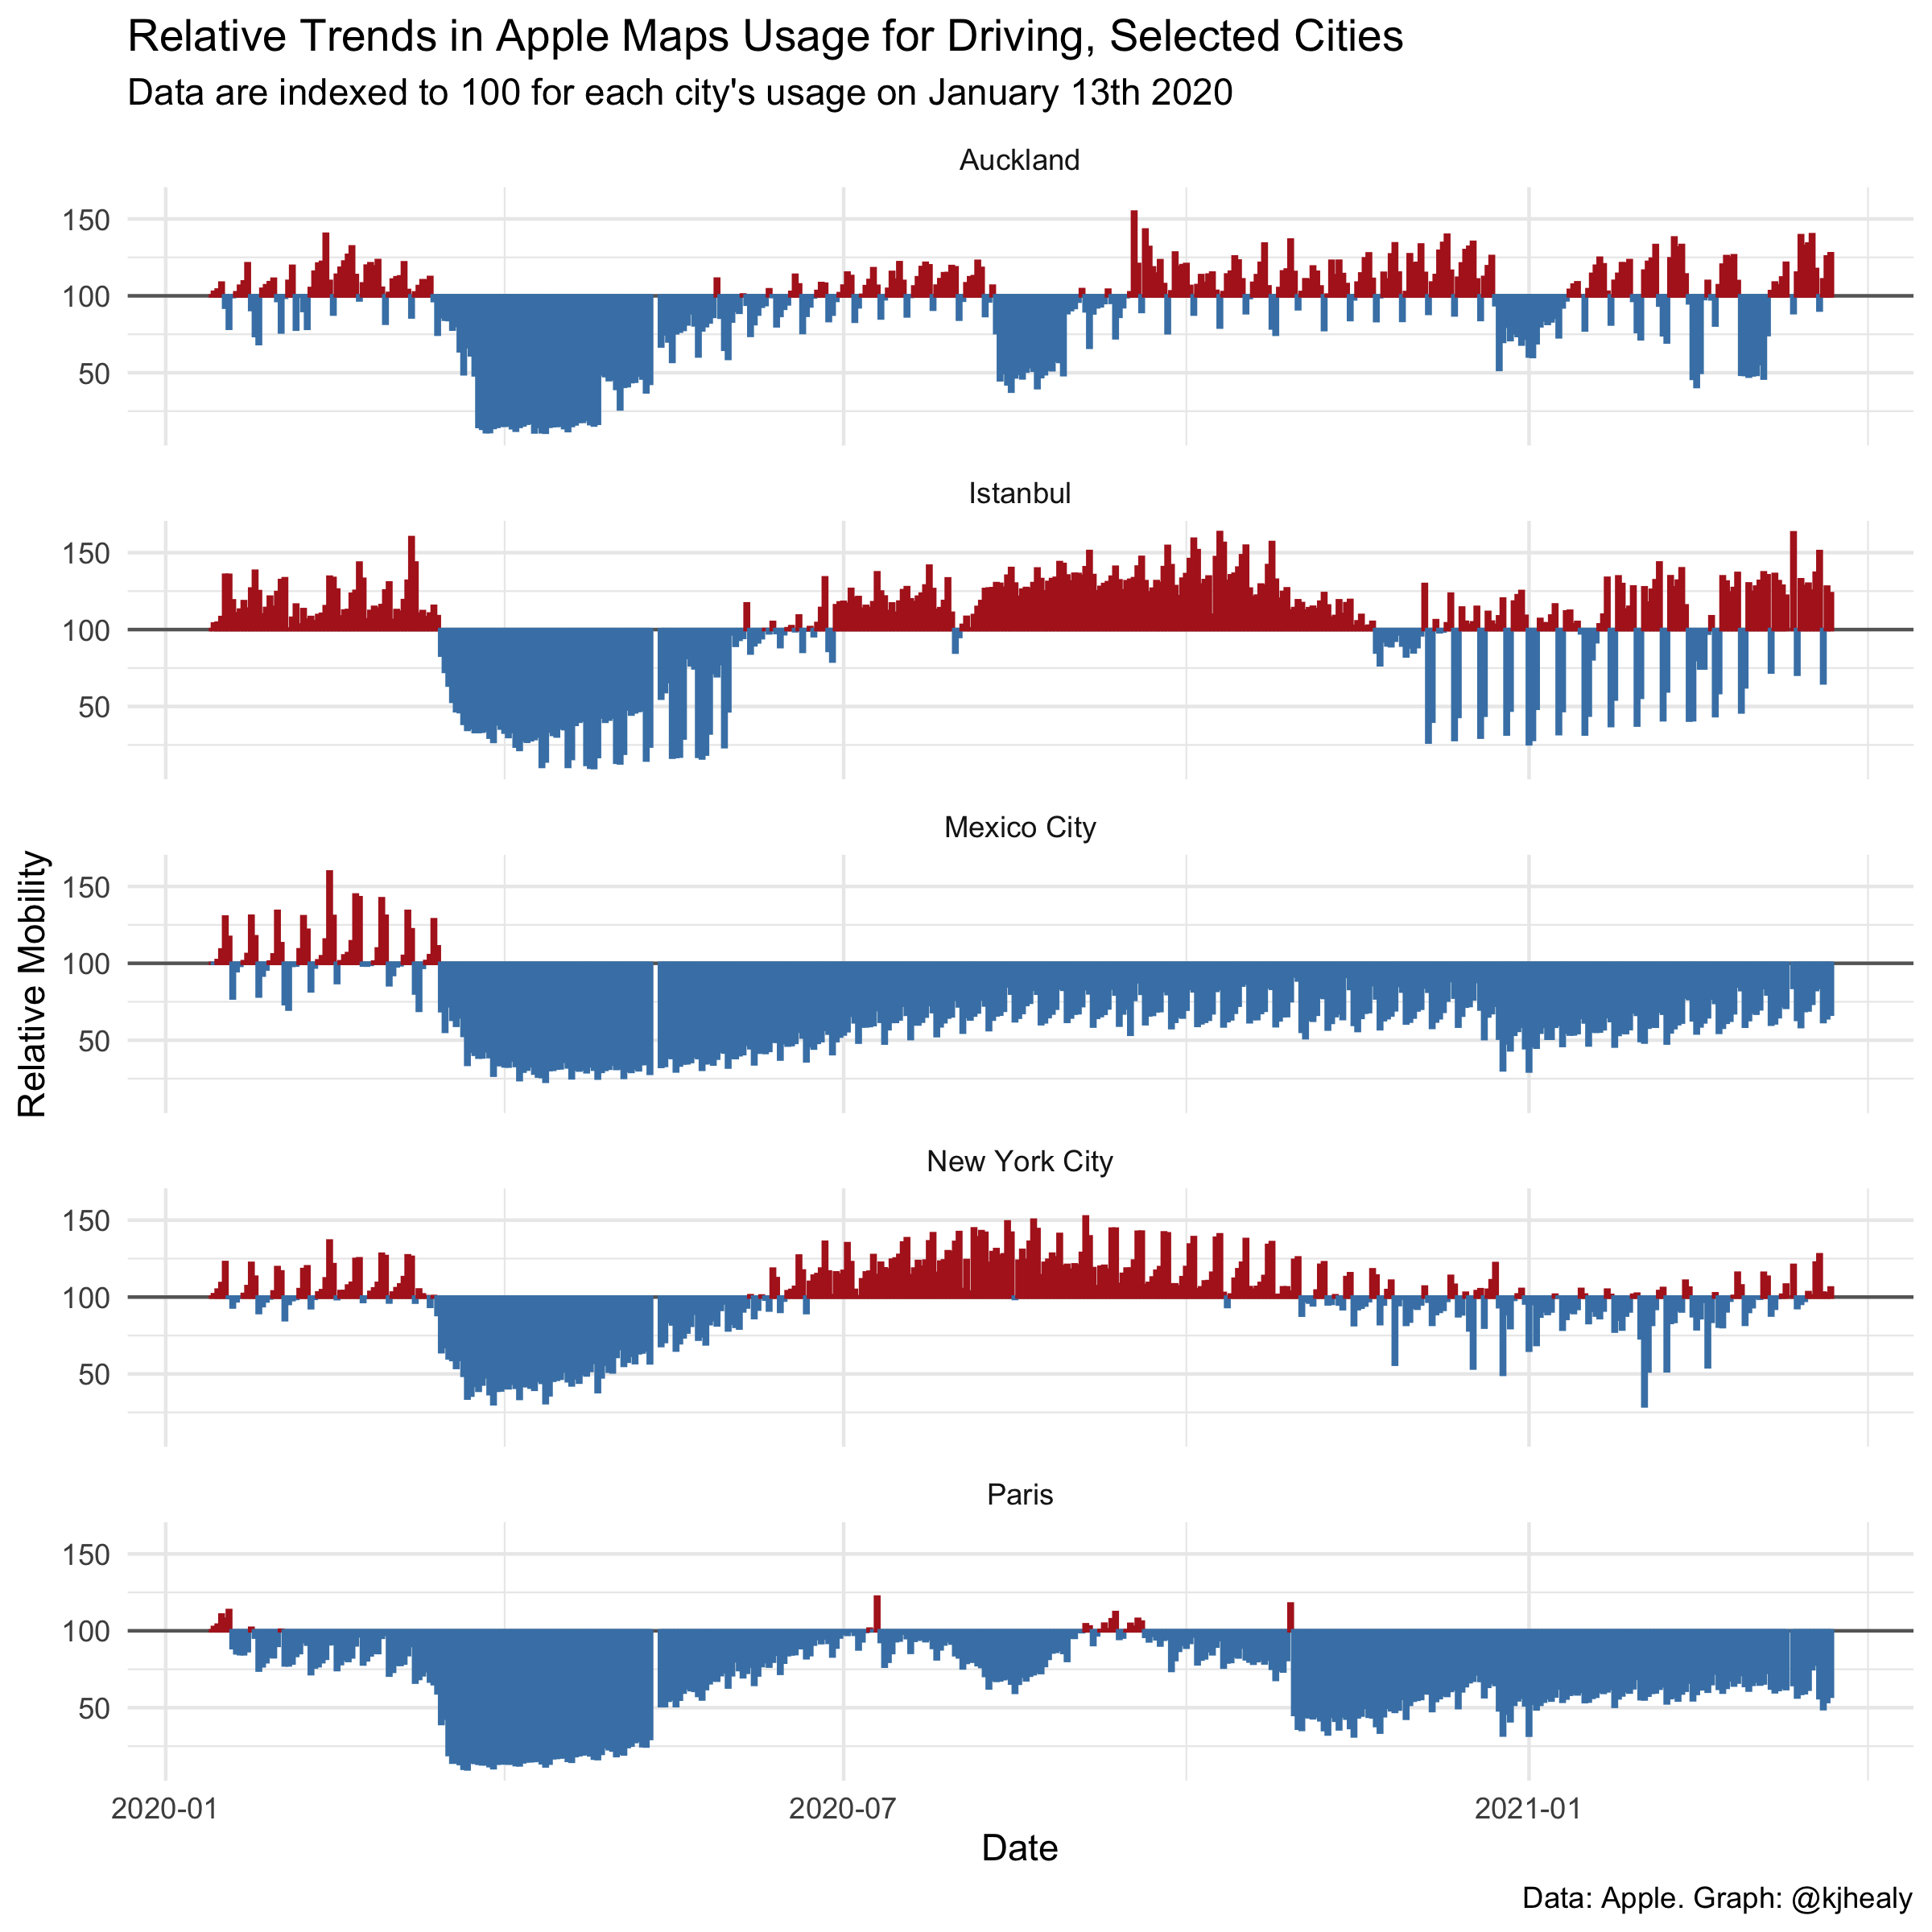 Relative Trends in Apple Maps Usage for Driving, Selected Cities
Data are indexed to 100 for each city's usage on January 13th 2020
Auckland
150
100
50
Istanbul
150
100
50
Mexico City
150
100
50
New York City
150
100
50
Paris
150
100
50
Relative Mobility
2020-01 2020-07 2021-01
Date
Data: Apple. Graph: @kjhealy